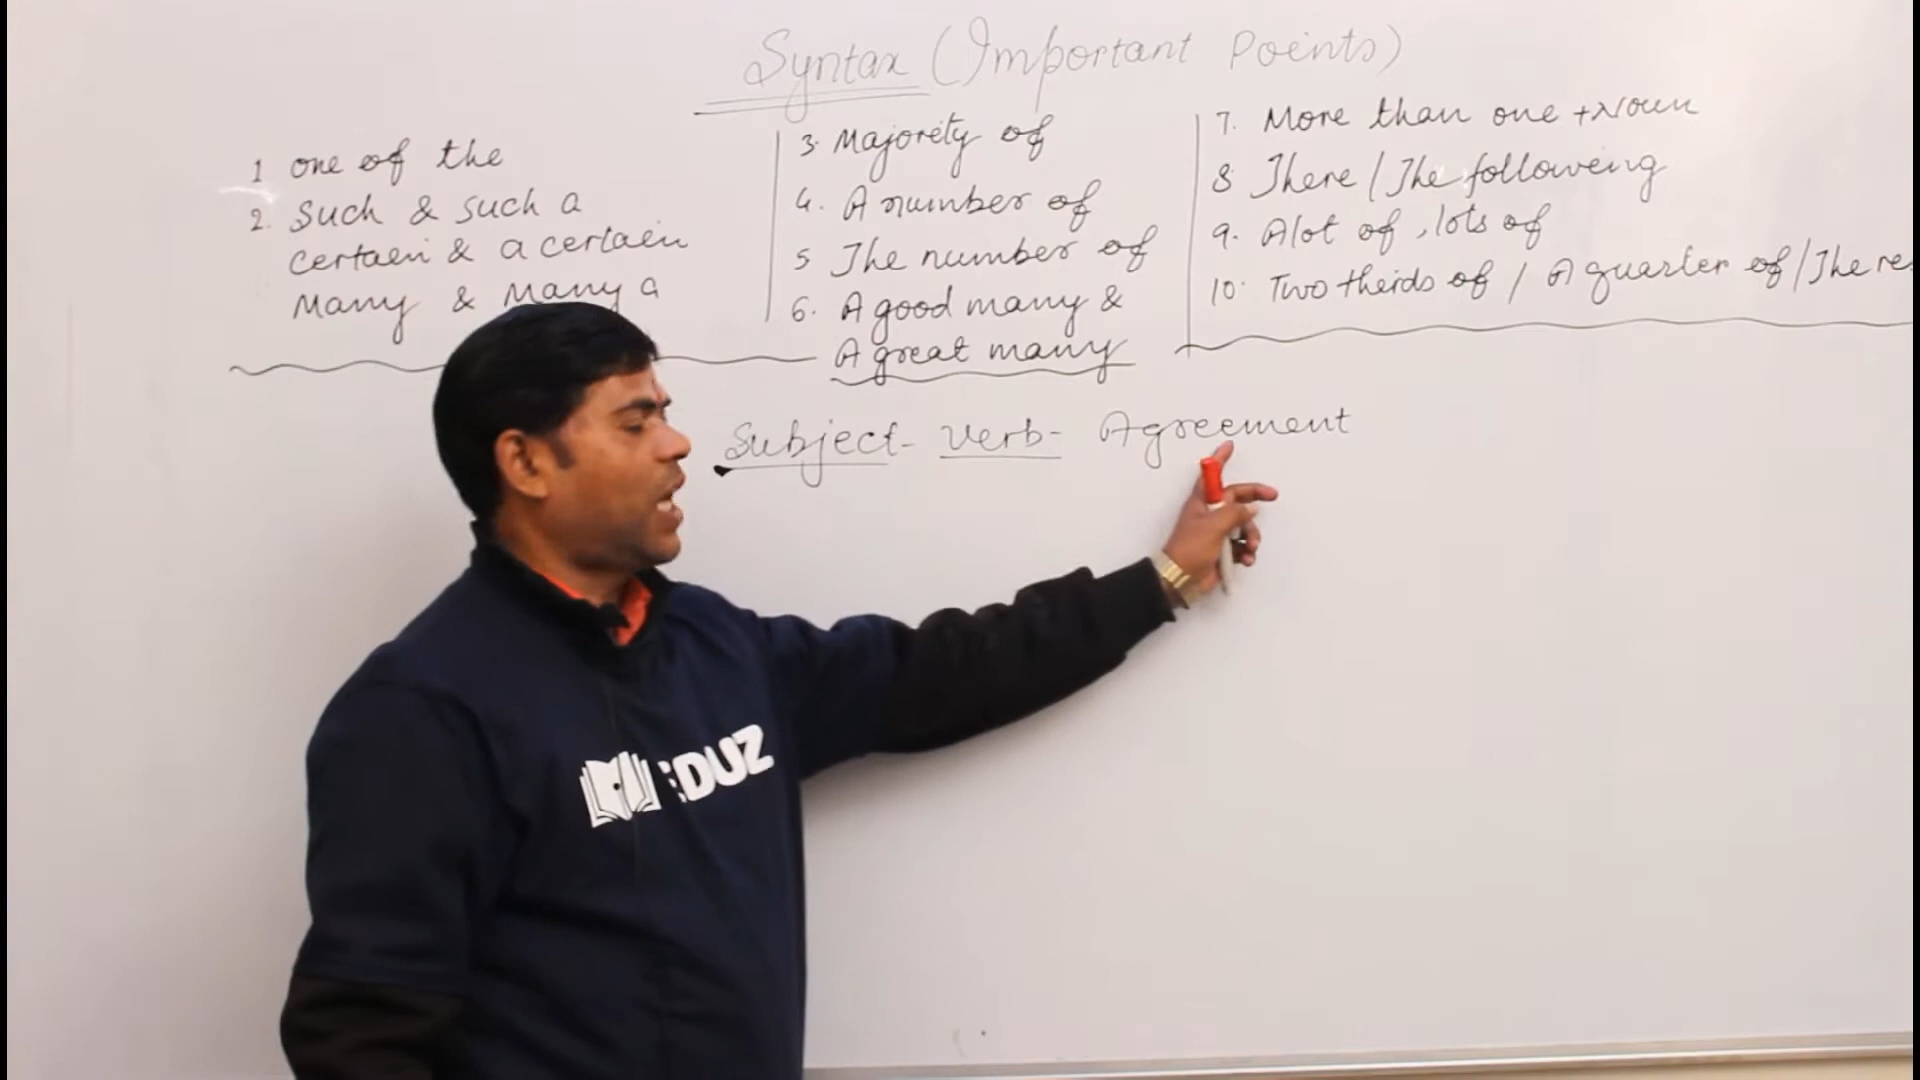 Syntax (Important Points)
1 one of the
2. Such & such a
certain & a certain
Many & Many a
3. Majority of
4. A number of
5 The number of
6. A good many &
A great many
7. More than one + Noun
8 There / The following
9. A lot of , lots of
10. Two thirds of / A quarter of / The
Subject - Verb - Agreement
EDUZ